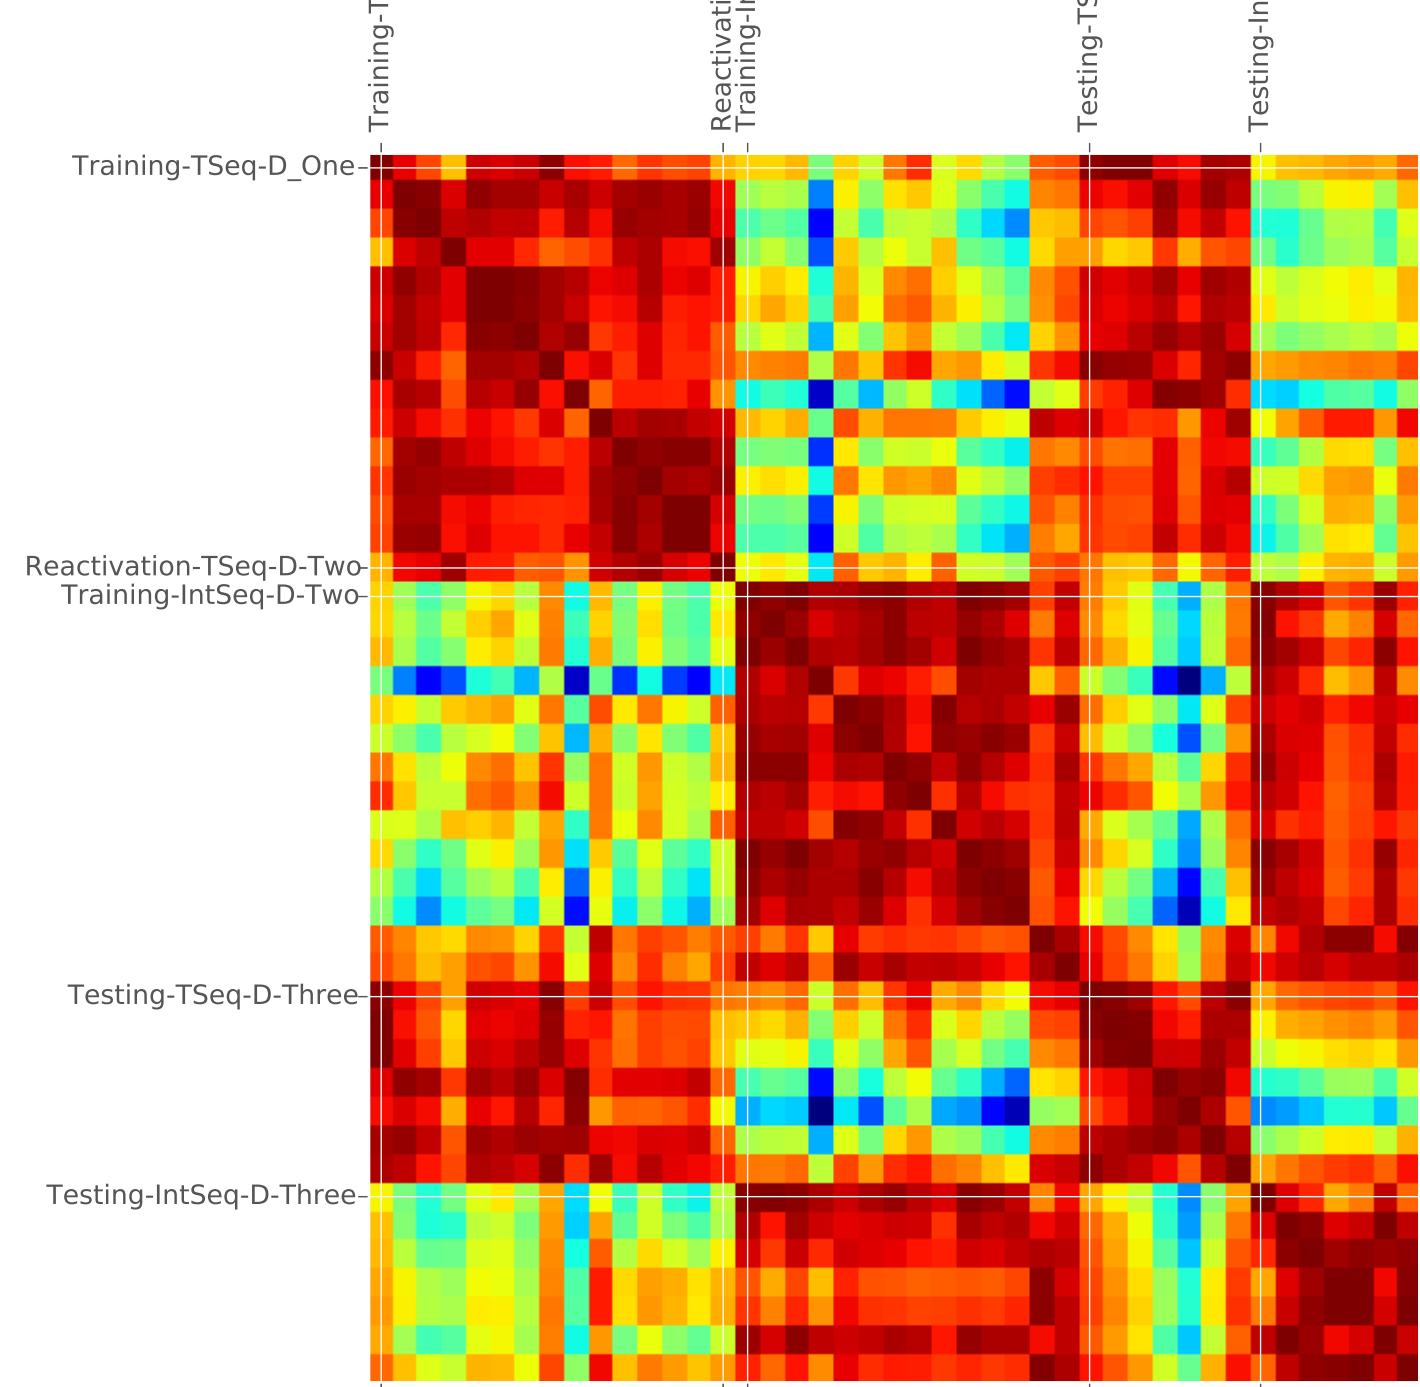 Training-T
Reactivati
Training-In
Testing-TS
Testing-In
Training-TSeq-D_One
Reactivation-TSeq-D-Two
Training-IntSeq-D-Two
Testing-TSeq-D-Three
Testing-IntSeq-D-Three